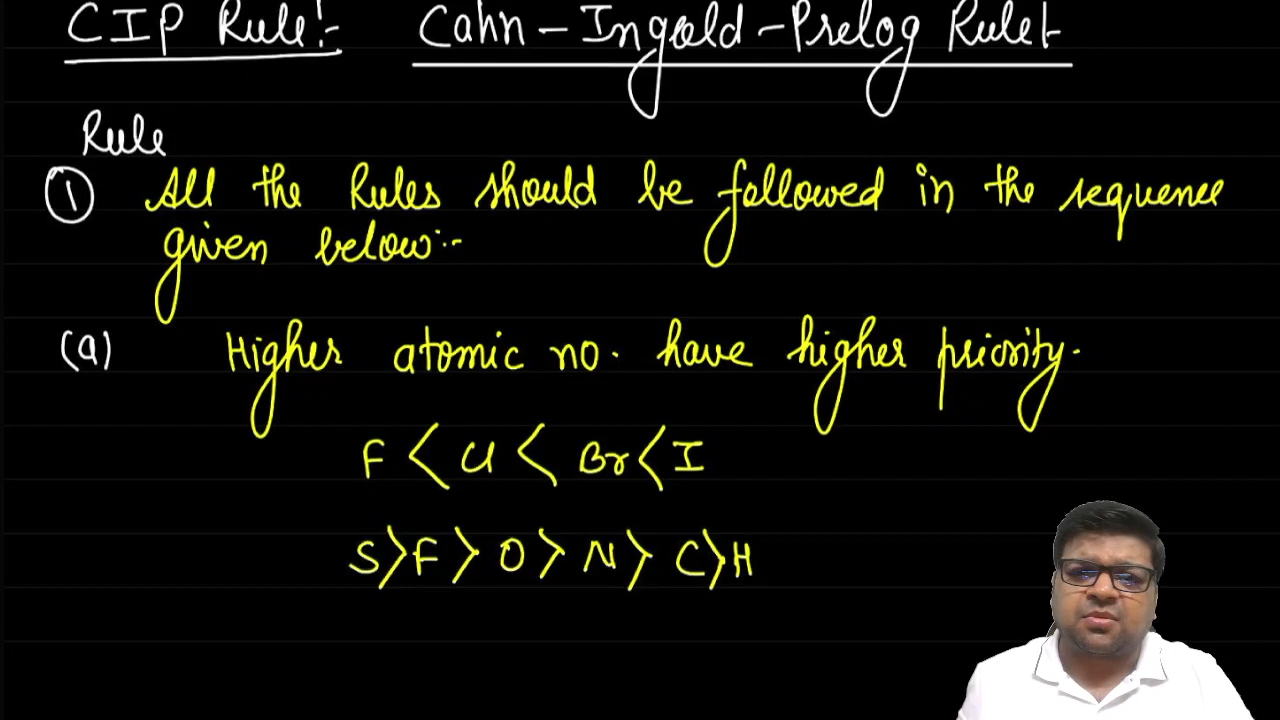 CIP Rule:- Cahn-Ingold-Prelog Rule:-
Rule
① All the Rules should be followed in the sequence
given below:-
(a) Higher atomic no. have higher priority.
F < Cl < Br < I
S > F > O > N > C > H